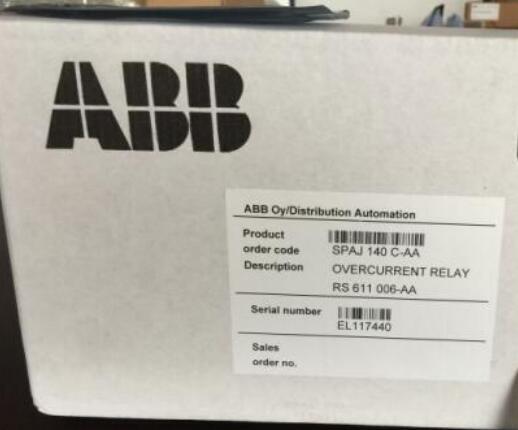 ABB
ABB Oy/Distribution Automation
Product
order code SPAJ 140 C-AA
Description OVERCURRENT RELAY
RS 611 006-AA
Serial number
EL117440
Sales
order no.